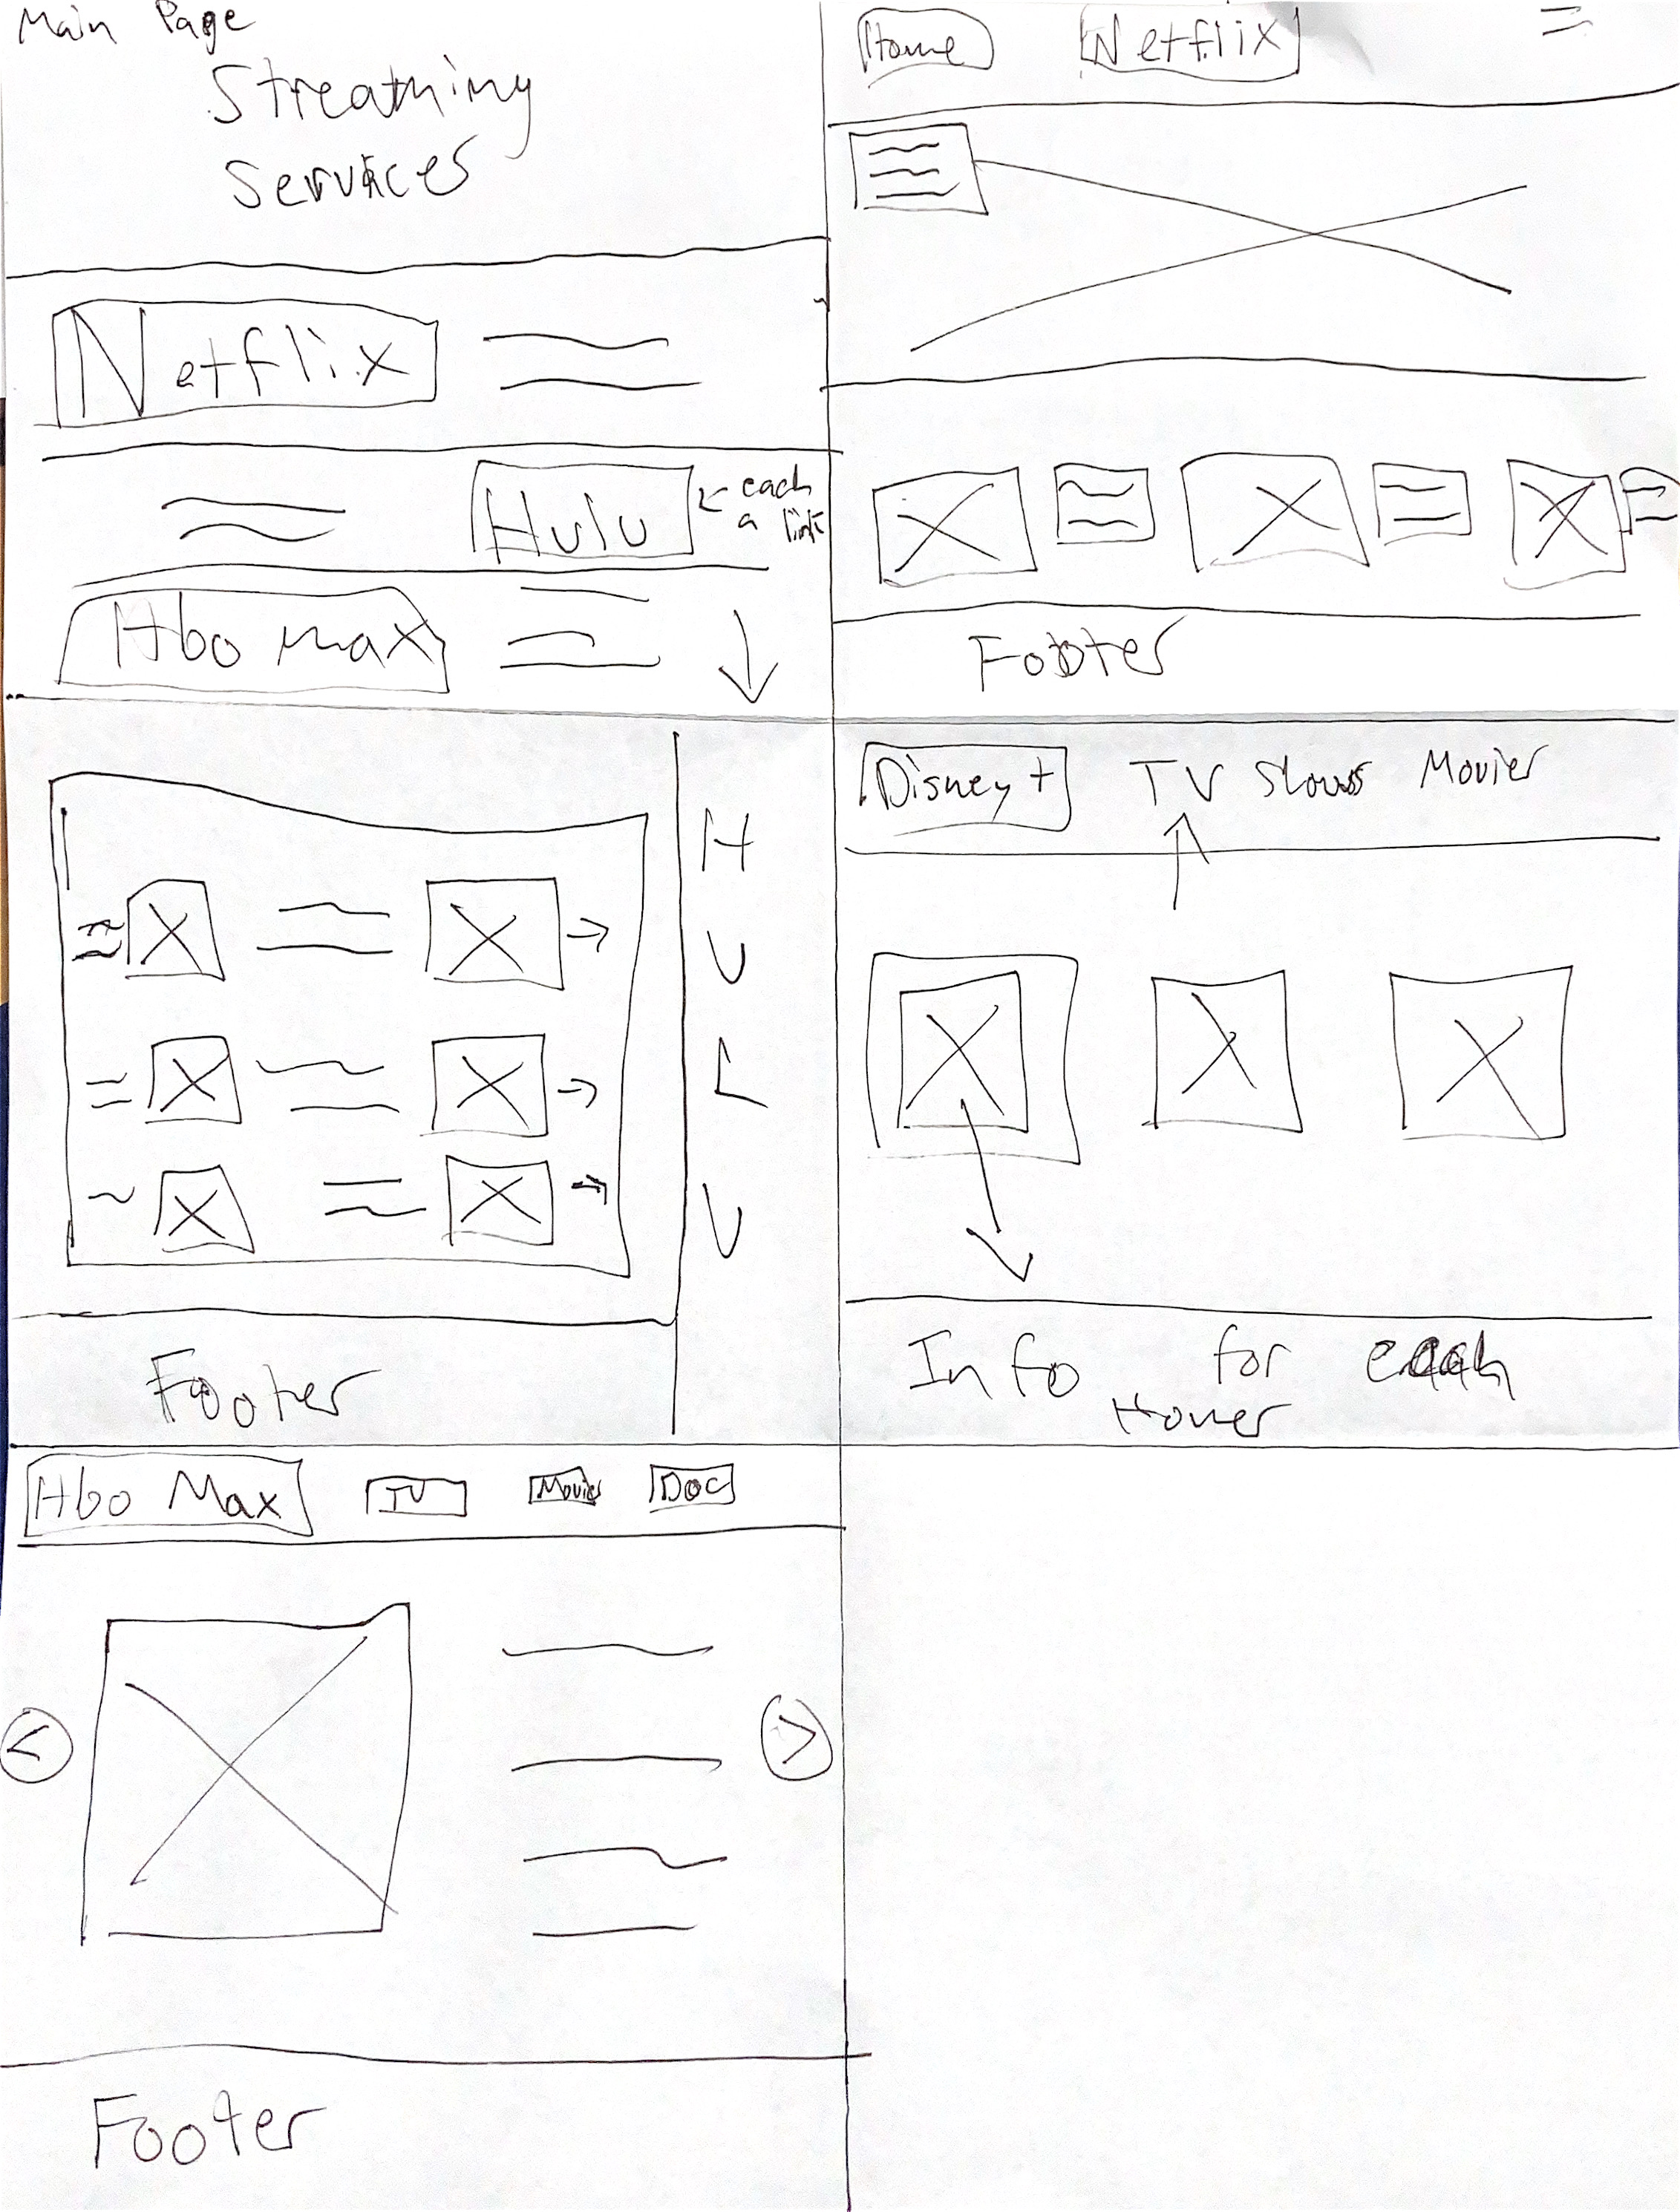 Main Page
Streaming
Services
Netflix
Hulu
← each
a link
Hbo max
Home Netflix
Footer
H
U
L
U
Footer
Disney + TV Shows Movies
Info for each
Hover
Hbo Max TV Movies Doc
< >
Footer